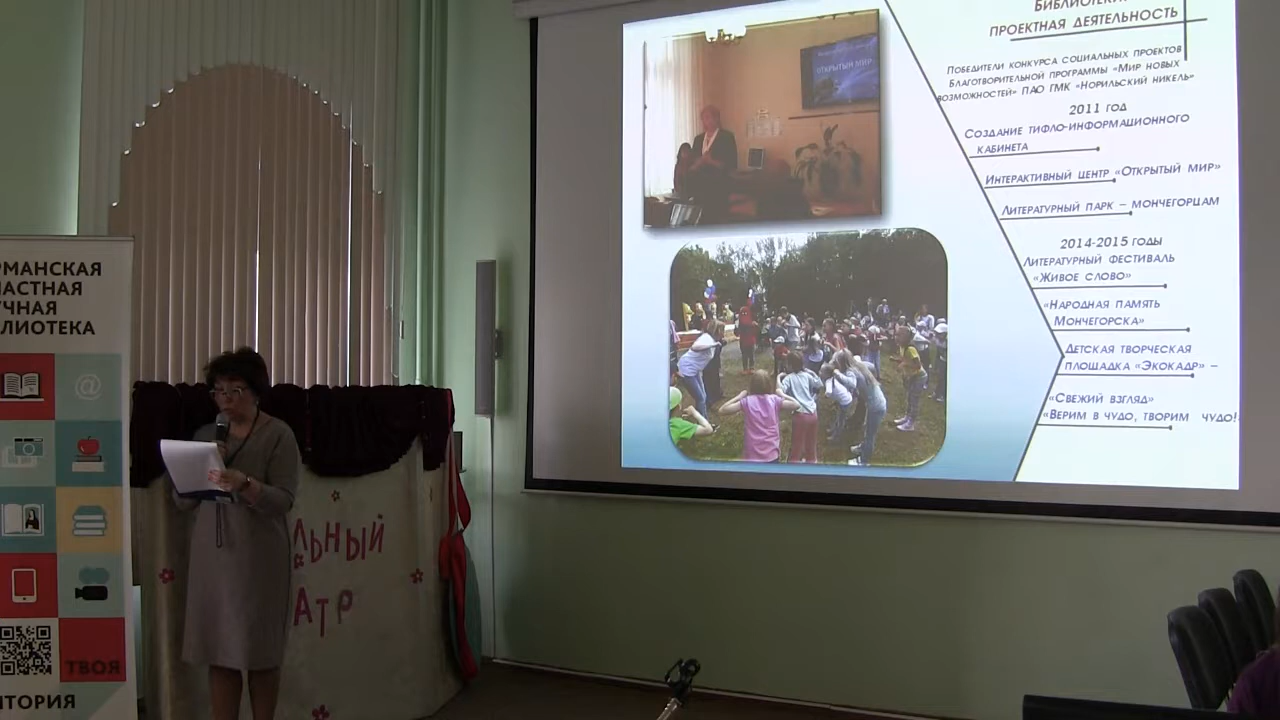 РМАНСКАЯ
ЛАСТНАЯ
УЧНАЯ
БЛИОТЕКА
@
ТВОЯ
ИТОРИЯ
ЛЬНЫЙ
АТР
ОТКРЫТЫЙ МИР
БИБЛИОТЕКИ:
ПРОЕКТНАЯ ДЕЯТЕЛЬНОСТЬ
ПОБЕДИТЕЛИ КОНКУРСА СОЦИАЛЬНЫХ ПРОЕКТОВ
БЛАГОТВОРИТЕЛЬНОЙ ПРОГРАММЫ «МИР НОВЫХ
ВОЗМОЖНОСТЕЙ» ПАО ГМК «НОРИЛЬСКИЙ НИКЕЛЬ»
2011 ГОД
СОЗДАНИЕ ТИФЛО-ИНФОРМАЦИОННОГО
КАБИНЕТА
ИНТЕРАКТИВНЫЙ ЦЕНТР «ОТКРЫТЫЙ МИР»
ЛИТЕРАТУРНЫЙ ПАРК – МОНЧЕГОРЦАМ
2014-2015 ГОДЫ
ЛИТЕРАТУРНЫЙ ФЕСТИВАЛЬ
«ЖИВОЕ СЛОВО»
«НАРОДНАЯ ПАМЯТЬ
МОНЧЕГОРСКА»
ДЕТСКАЯ ТВОРЧЕСКАЯ
ПЛОЩАДКА «ЭКОКАДР» –
«СВЕЖИЙ ВЗГЛЯД»
«ВЕРИМ В ЧУДО, ТВОРИМ ЧУДО!